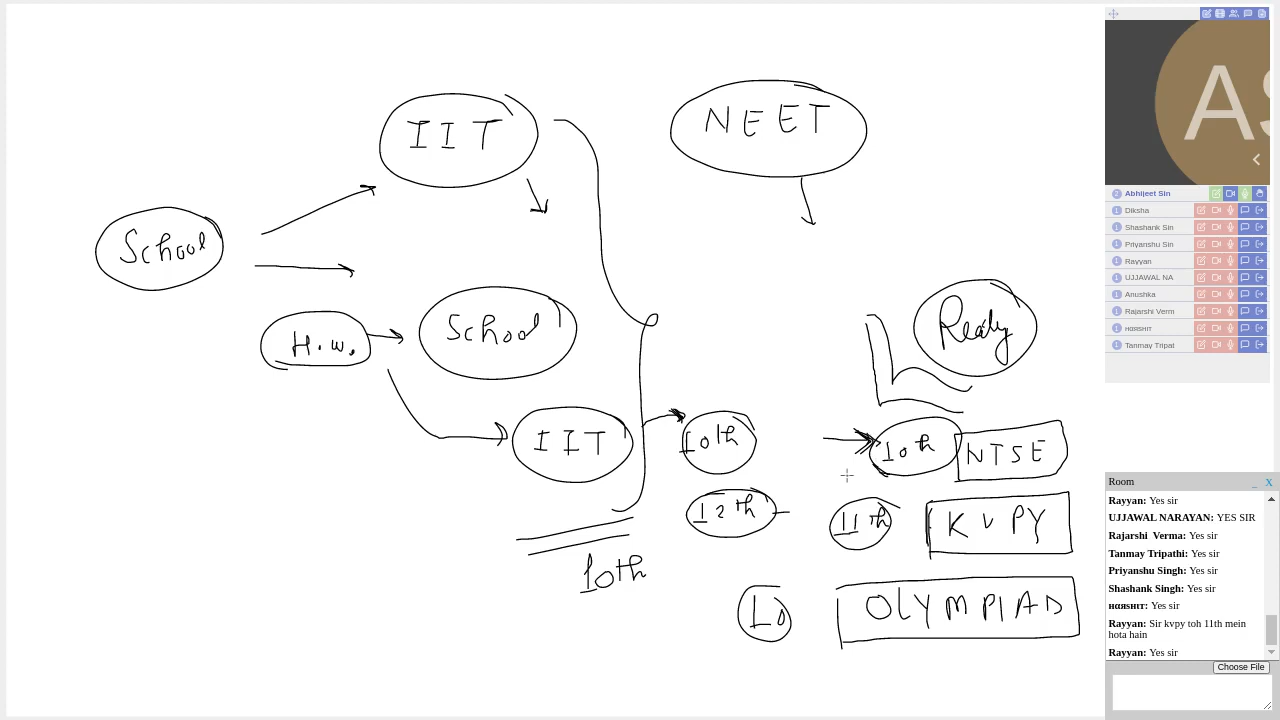 IIT
NEET
School
H.w.
School
Ready
IIT
10th
10th
NTSE
12th
11th
KVPY
10th
10
OLYMPIAD
AS
Abhijeet Sin
Diksha
Shashank Sin
Priyanshu Sin
Rayyan
UJJAWAL NA
Anushka
Rajarshi Verm
нαяsнιт
Tanmay Tripat
Room
_ X
Rayyan: Yes sir
UJJAWAL NARAYAN: YES SIR
Rajarshi Verma: Yes sir
Tanmay Tripathi: Yes sir
Priyanshu Singh: Yes sir
Shashank Singh: Yes sir
нαяsнιт: Yes sir
Rayyan: Sir kvpy toh 11th mein
hota hain
Rayyan: Yes sir
Choose File